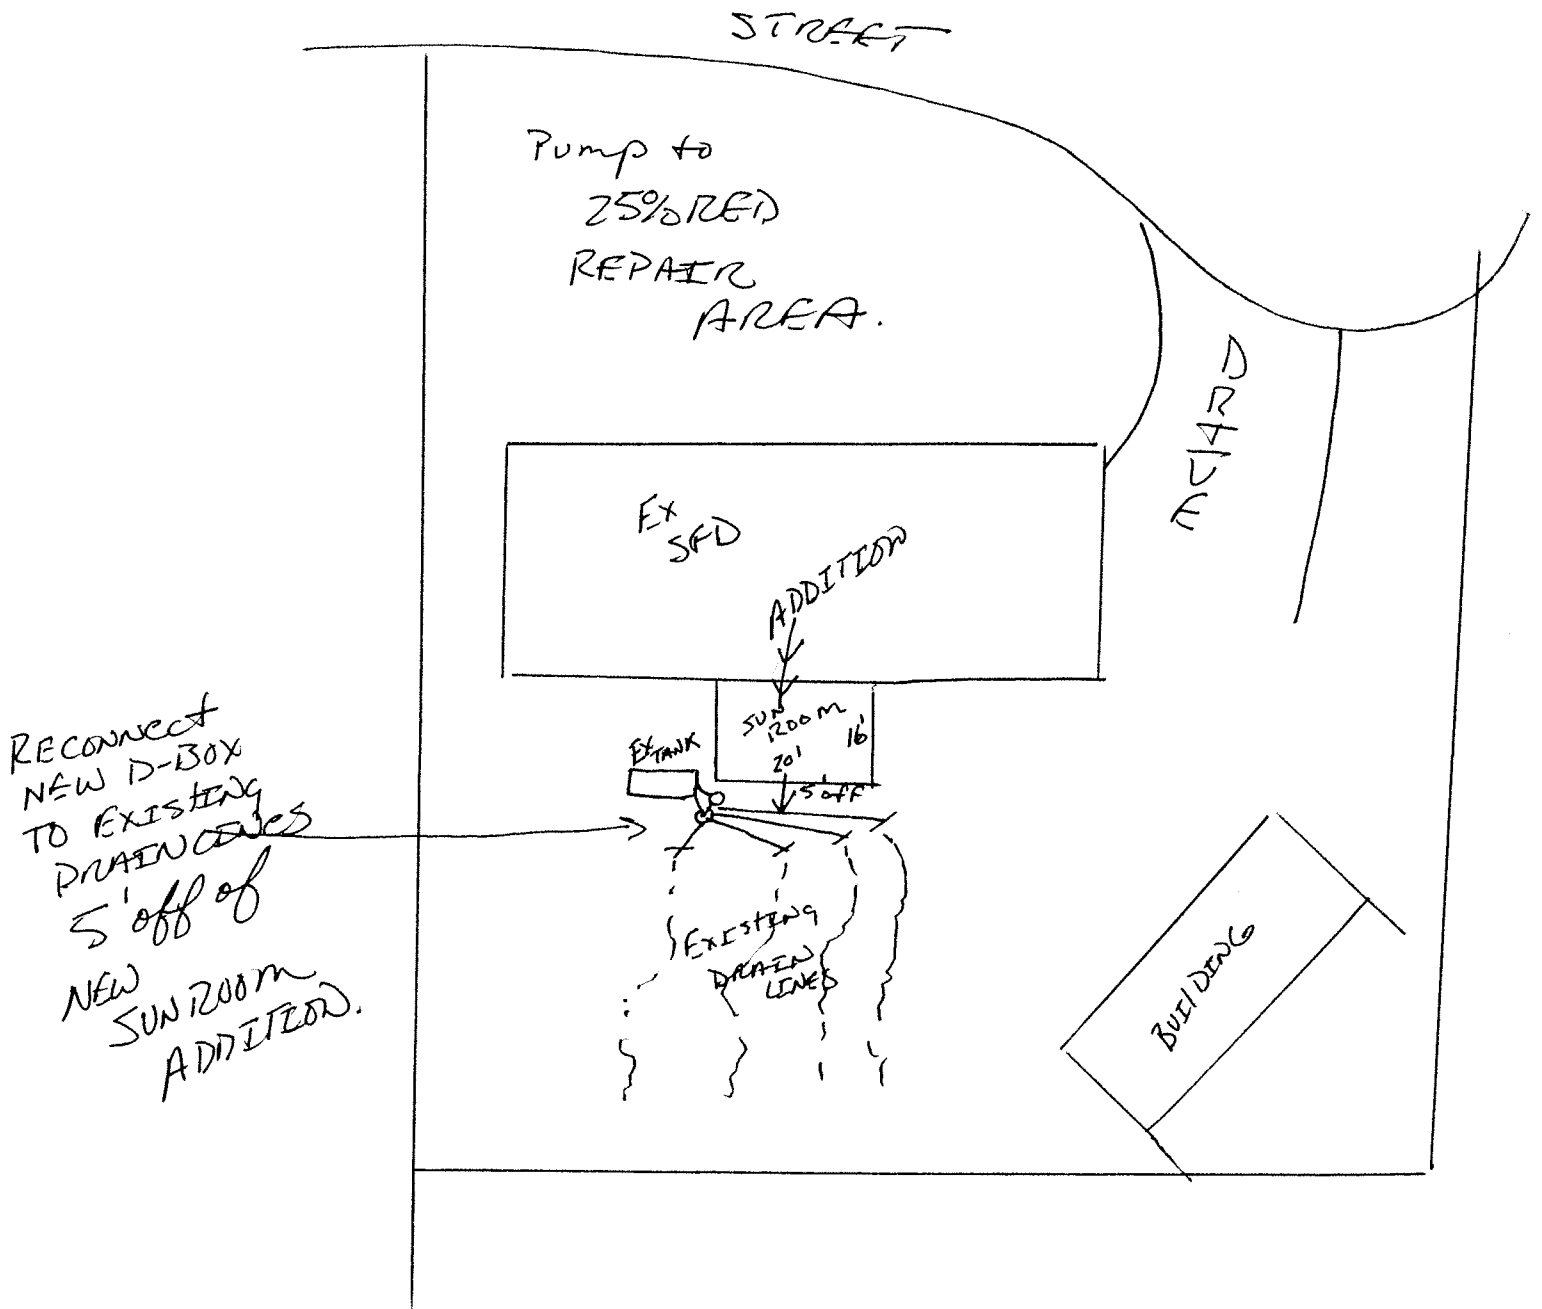 STREET
Pump to
25% RED
REPAIR
AREA.
DRIVE
EX
SFD
ADDITION
SUN
ROOM
16'
20'
5' off
EX TANK
RECONNECT
NEW D-BOX
TO EXISTING
DRAIN LINES
5' off of
NEW
SUNROOM
ADDITION.
EXISTING
DRAIN
LINES
BUILDING